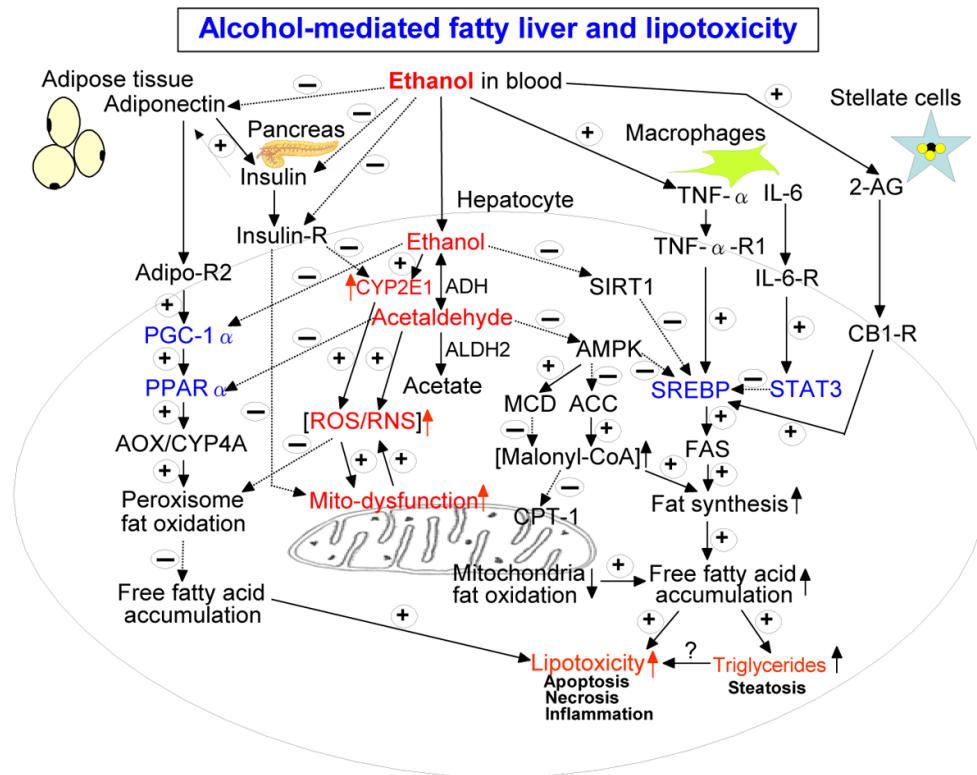 Alcohol-mediated fatty liver and lipotoxicity
Adipose tissue
Adiponectin
Ethanol in blood
Stellate cells
Pancreas
Insulin
Macrophages
TNF-α
IL-6
2-AG
Hepatocyte
Insulin-R
Ethanol
TNF-α-R1
Adipo-R2
CYP2E1
ADH
SIRT1
IL-6-R
PGC-1α
Acetaldehyde
CB1-R
ALDH2
AMPK
PPARα
Acetate
SREBP
STAT3
MCD
ACC
[ROS/RNS]
AOX/CYP4A
[Malonyl-CoA]
FAS
Peroxisome
fat oxidation
Mito-dysfunction
CPT-1
Fat synthesis
Mitochondria
fat oxidation
Free fatty acid
accumulation
Free fatty acid
accumulation
?
Lipotoxicity
Triglycerides
Apoptosis
Necrosis
Inflammation
Steatosis